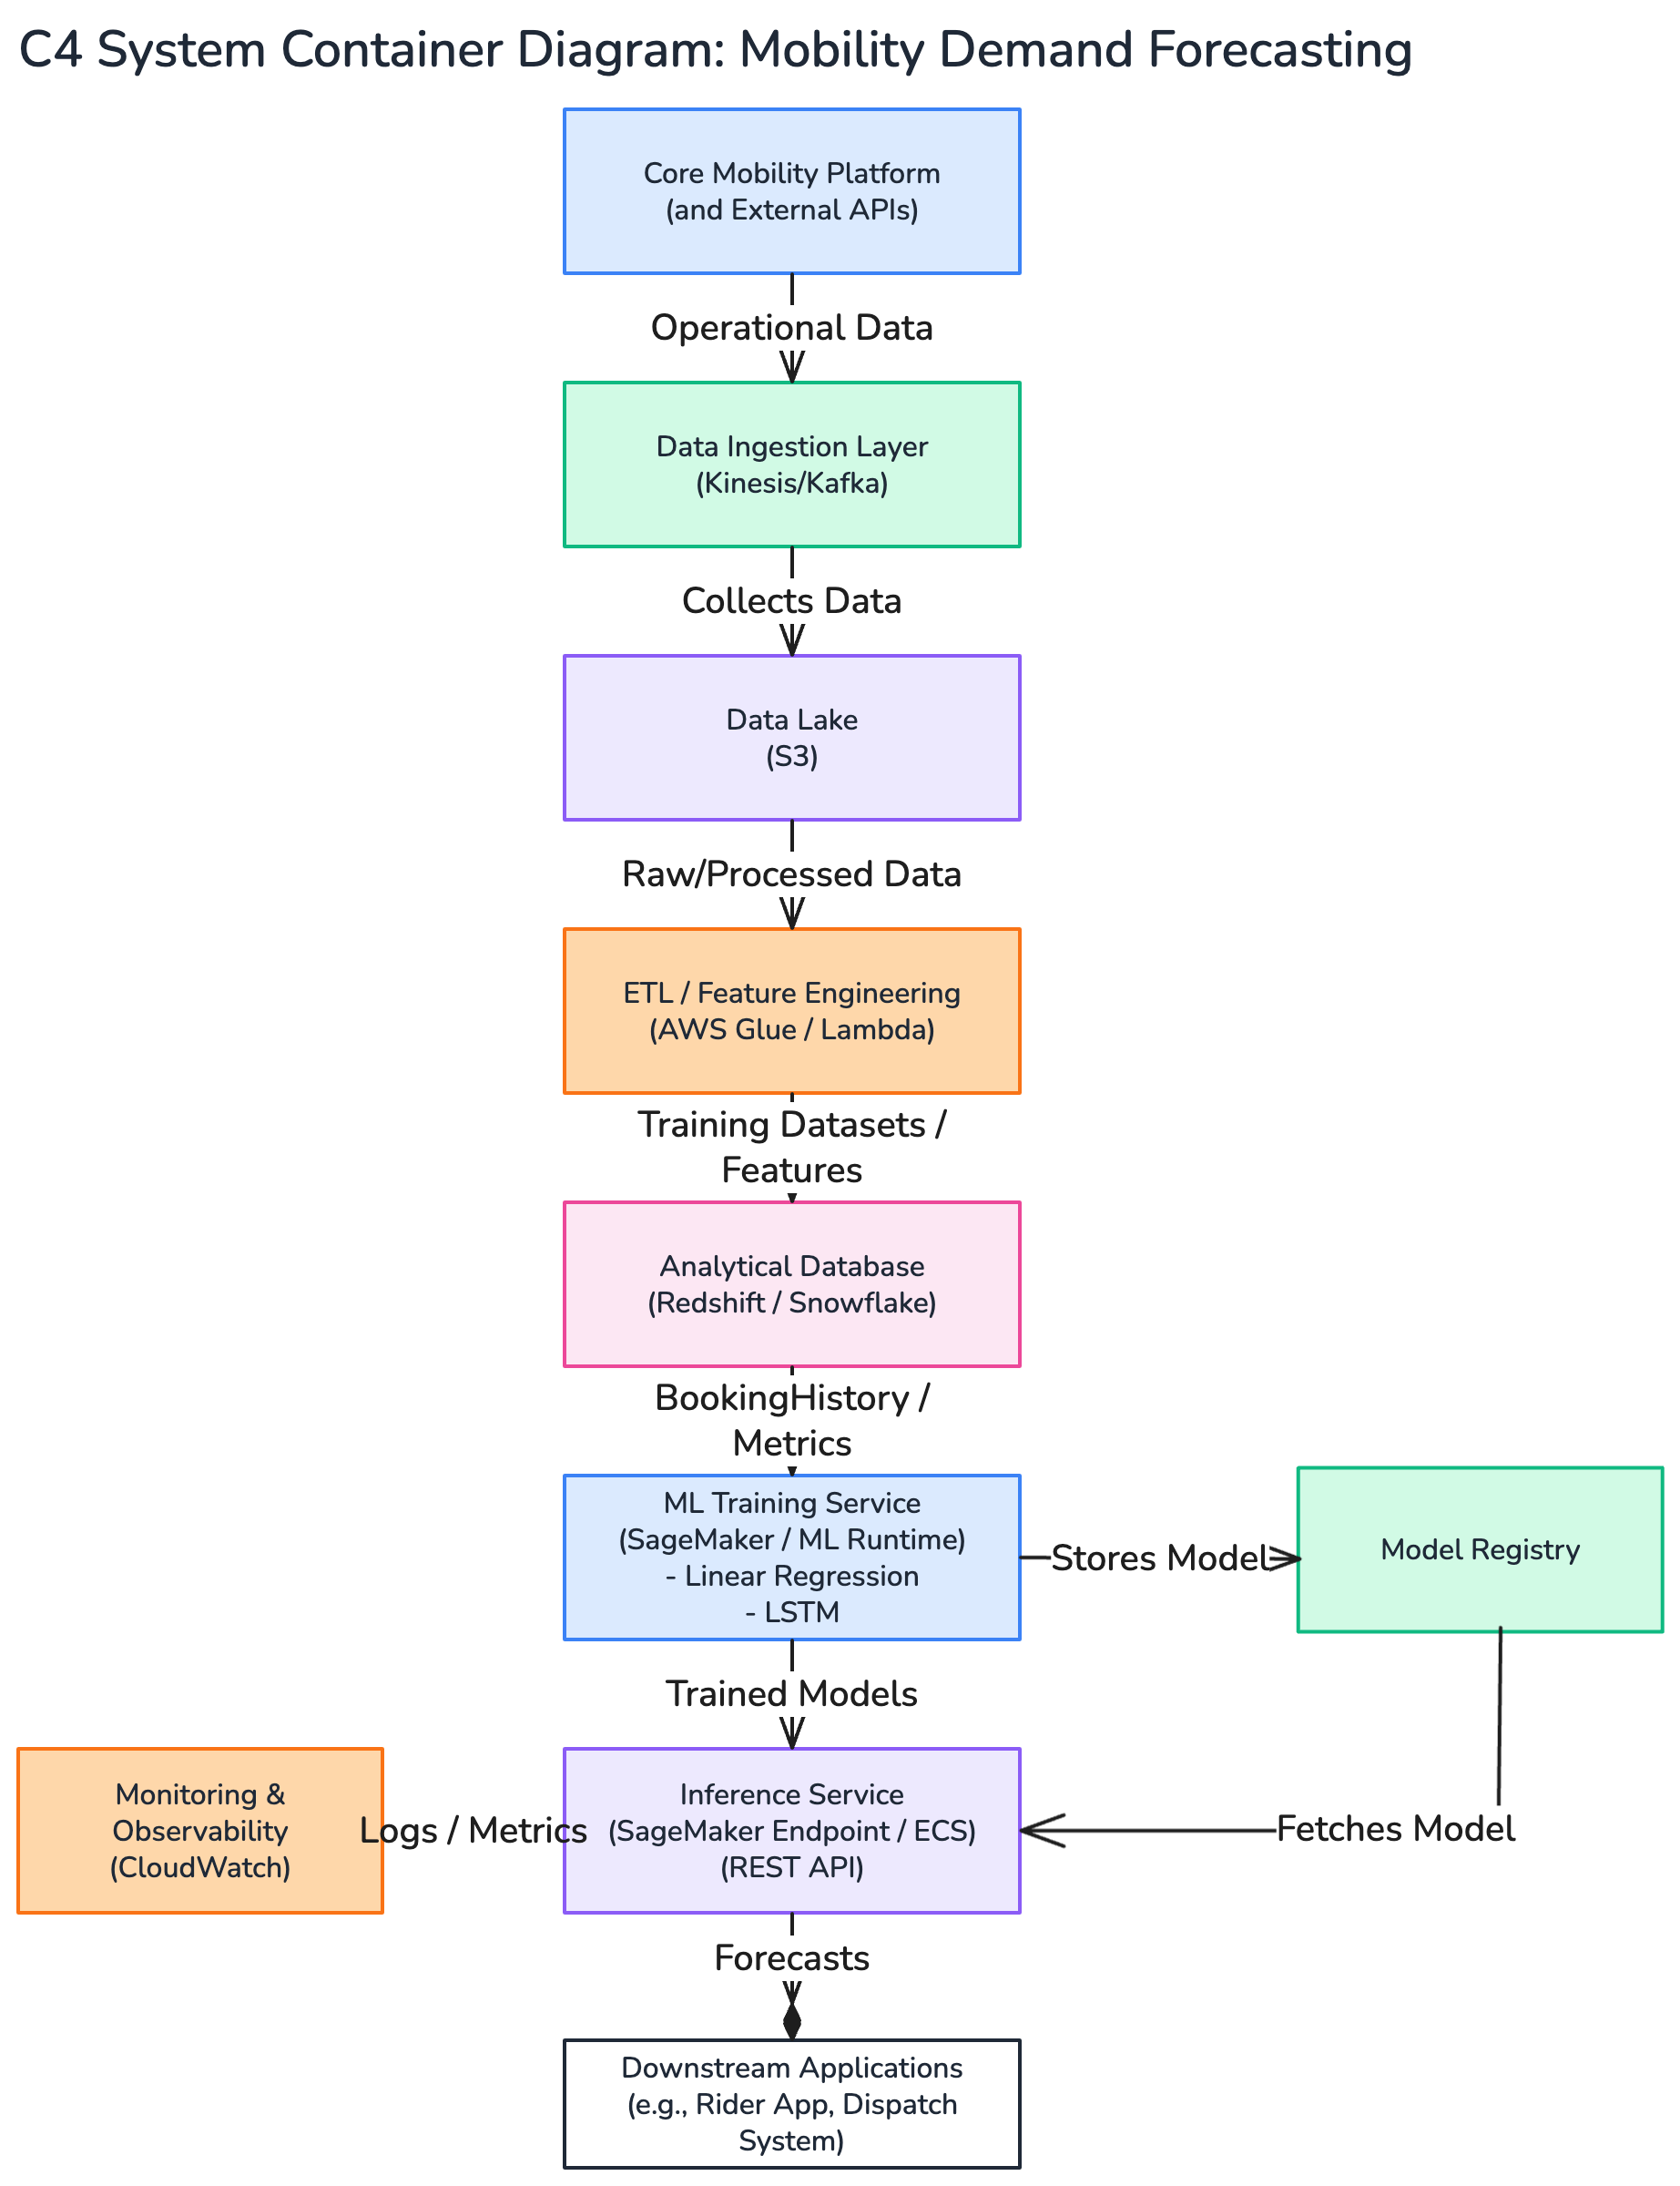 C4 System Container Diagram: Mobility Demand Forecasting
Core Mobility Platform
(and External APIs)
Operational Data
Data Ingestion Layer
(Kinesis/Kafka)
Collects Data
Data Lake
(S3)
Raw/Processed Data
ETL / Feature Engineering
(AWS Glue / Lambda)
Training Datasets /
Features
Analytical Database
(Redshift / Snowflake)
BookingHistory /
Metrics
ML Training Service
(SageMaker / ML Runtime)
- Linear Regression
- LSTM
Stores Model
Model Registry
Trained Models
Monitoring &
Observability
(CloudWatch)
Logs / Metrics
Inference Service
(SageMaker Endpoint / ECS)
(REST API)
Fetches Model
Forecasts
Downstream Applications
(e.g., Rider App, Dispatch
System)